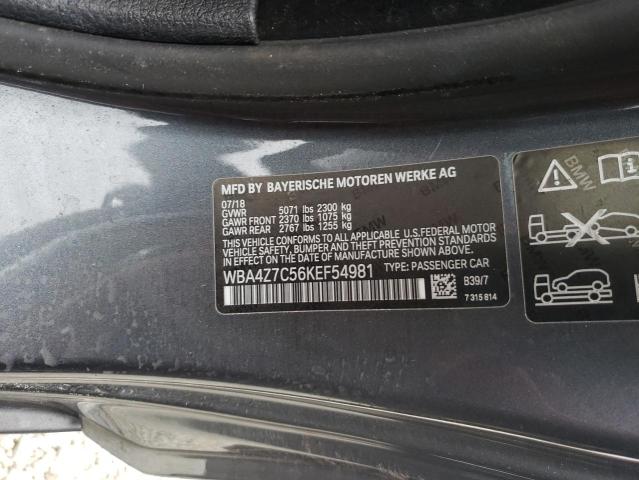 MFD BY BAYERISCHE MOTOREN WERKE AG
07/18
GVWR 5071 lbs 2300 kg
GAWR FRONT 2370 lbs 1075 kg
GAWR REAR 2767 lbs 1255 kg
THIS CONFORMS TO ALL APPLICABLE U.S.FEDERAL MOTOR
VEHICLE SAFETY, BUMPER AND THEFT PREVENTION STANDARDS
IN EFFECT ON THE DATE OF MANUFACTURE SHOWN ABOVE.
WBA4Z7C56KEF54981 TYPE: PASSENGER CAR
B39/7
7 315 814
BMW
BMW